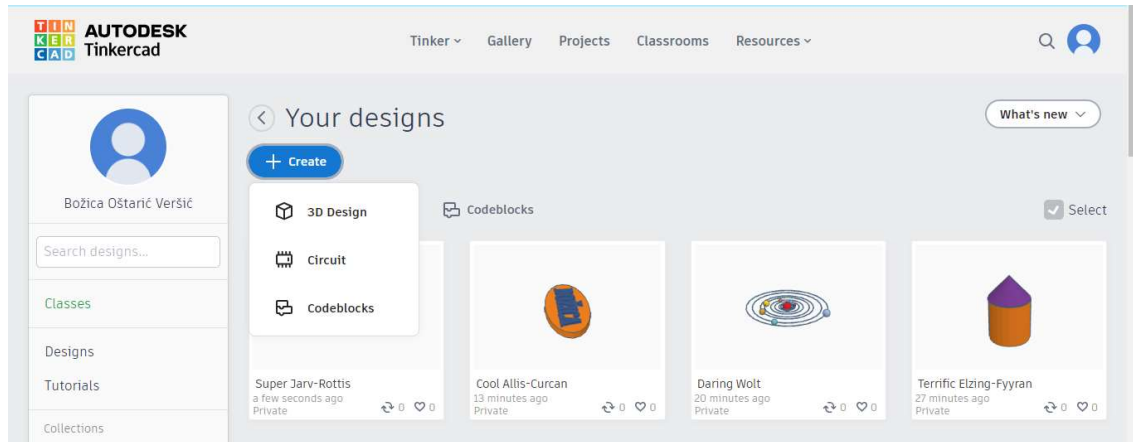 TIN
KER
CAD
AUTODESK
Tinkercad
Tinker
Gallery
Projects
Classrooms
Resources
Božica Oštarić Veršić
Search designs...
Classes
Designs
Tutorials
Collections
Your designs
What's new
+ Create
3D Design
Circuit
Codeblocks
Codeblocks
Select
Super Jarv-Rottis
a few seconds ago
Private
0 0
Cool Allis-Curcan
13 minutes ago
Private
0 0
Daring Wolt
20 minutes ago
Private
0 0
Terrific Elzing-Fyyran
27 minutes ago
Private
0 0